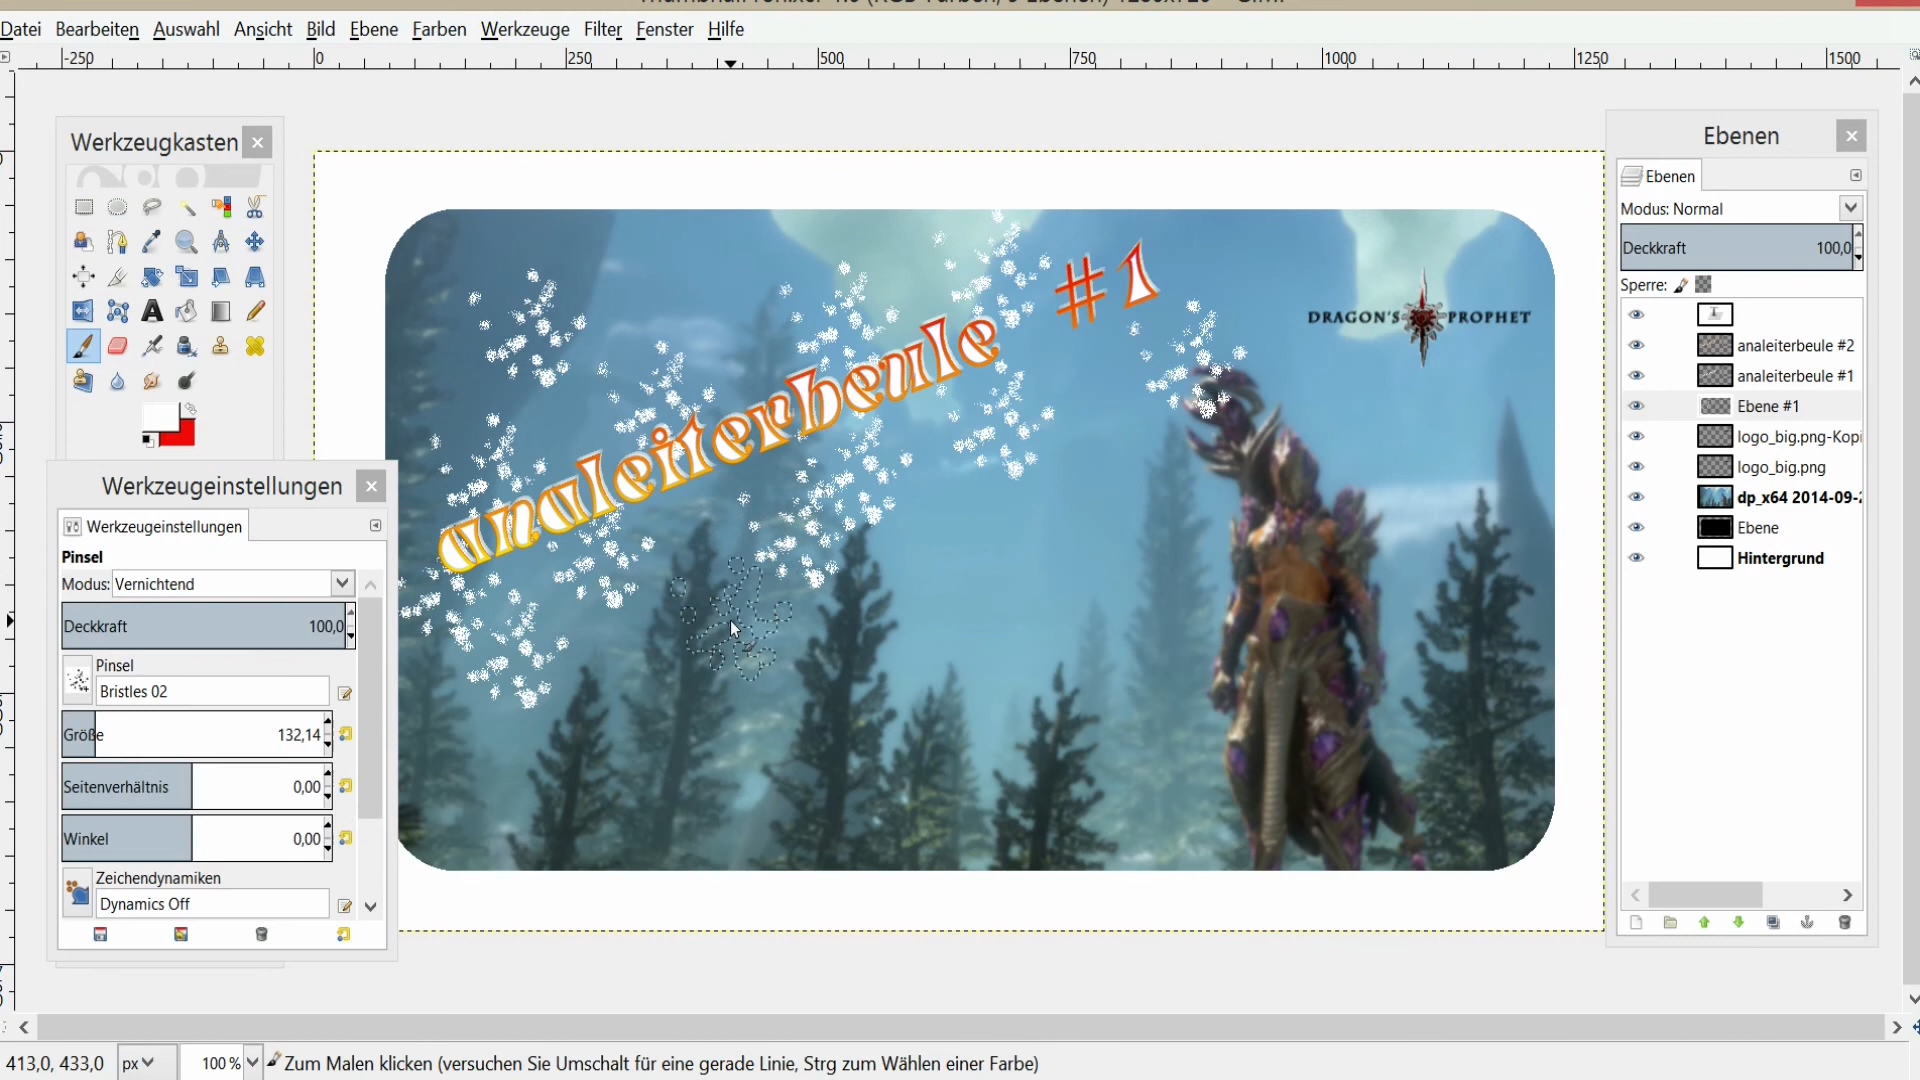 Datei Bearbeiten Auswahl Ansicht Bild Ebene Farben Werkzeuge Filter Fenster Hilfe
-250 0 250 500 750 1000 1250 1500
Werkzeugkasten
Ebenen
Ebenen
Modus: Normal
Deckkraft 100,0
Sperre:
analeiterbeule #2
analeiterbeule #1
Ebene #1
logo_big.png-Kopi
logo_big.png
dp_x64 2014-09-2
Ebene
Hintergrund
analeiterbeule #1
DRAGON'S PROPHET
Werkzeugeinstellungen
Werkzeugeinstellungen
Pinsel
Modus: Vernichtend
Deckkraft 100,0
Pinsel
Bristles 02
Größe 132,14
Seitenverhältnis 0,00
Winkel 0,00
Zeichendynamiken
Dynamics Off
413,0, 433,0 px 100 % Zum Malen klicken (versuchen Sie Umschalt für eine gerade Linie, Strg zum Wählen einer Farbe)